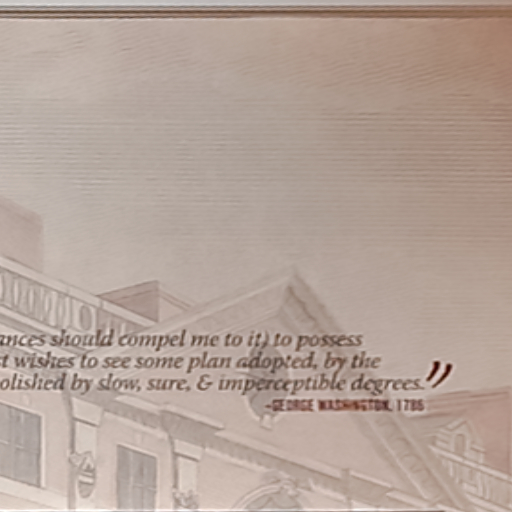 ances should compel me to it) to possess
t wishes to see some plan adopted, by the
olished by slow, sure, & imperceptible degrees.”
-GEORGE WASHINGTON, 1786